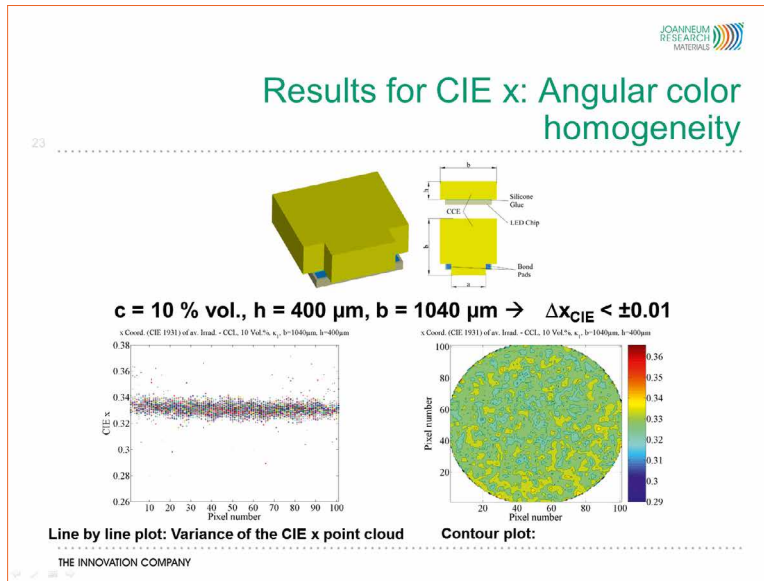 JOANNEUM
RESEARCH
MATERIALS
Results for CIE x: Angular color
homogeneity
23
b
h
Silicone
Glue
CCE
LED Chip
b
Bond
Pads
a
c = 10 % vol., h = 400 µm, b = 1040 µm → Δx_CIE < ±0.01
x Coord. (CIE 1931) of av. Irrad. - CCL, 10 Vol.%, κ₁, b=1040µm, h=400µm
0.38
0.36
0.34
0.32
0.3
0.28
0.26
CIE x
10 20 30 40 50 60 70 80 90 100
Pixel number
x Coord. (CIE 1931) of av. Irrad. - CCL, 10 Vol.%, κ₁, b=1040µm, h=400µm
100
80
60
40
20
Pixel number
20 40 60 80 100
Pixel number
0.36
0.35
0.34
0.33
0.32
0.31
0.3
0.29
Line by line plot: Variance of the CIE x point cloud
Contour plot:
THE INNOVATION COMPANY